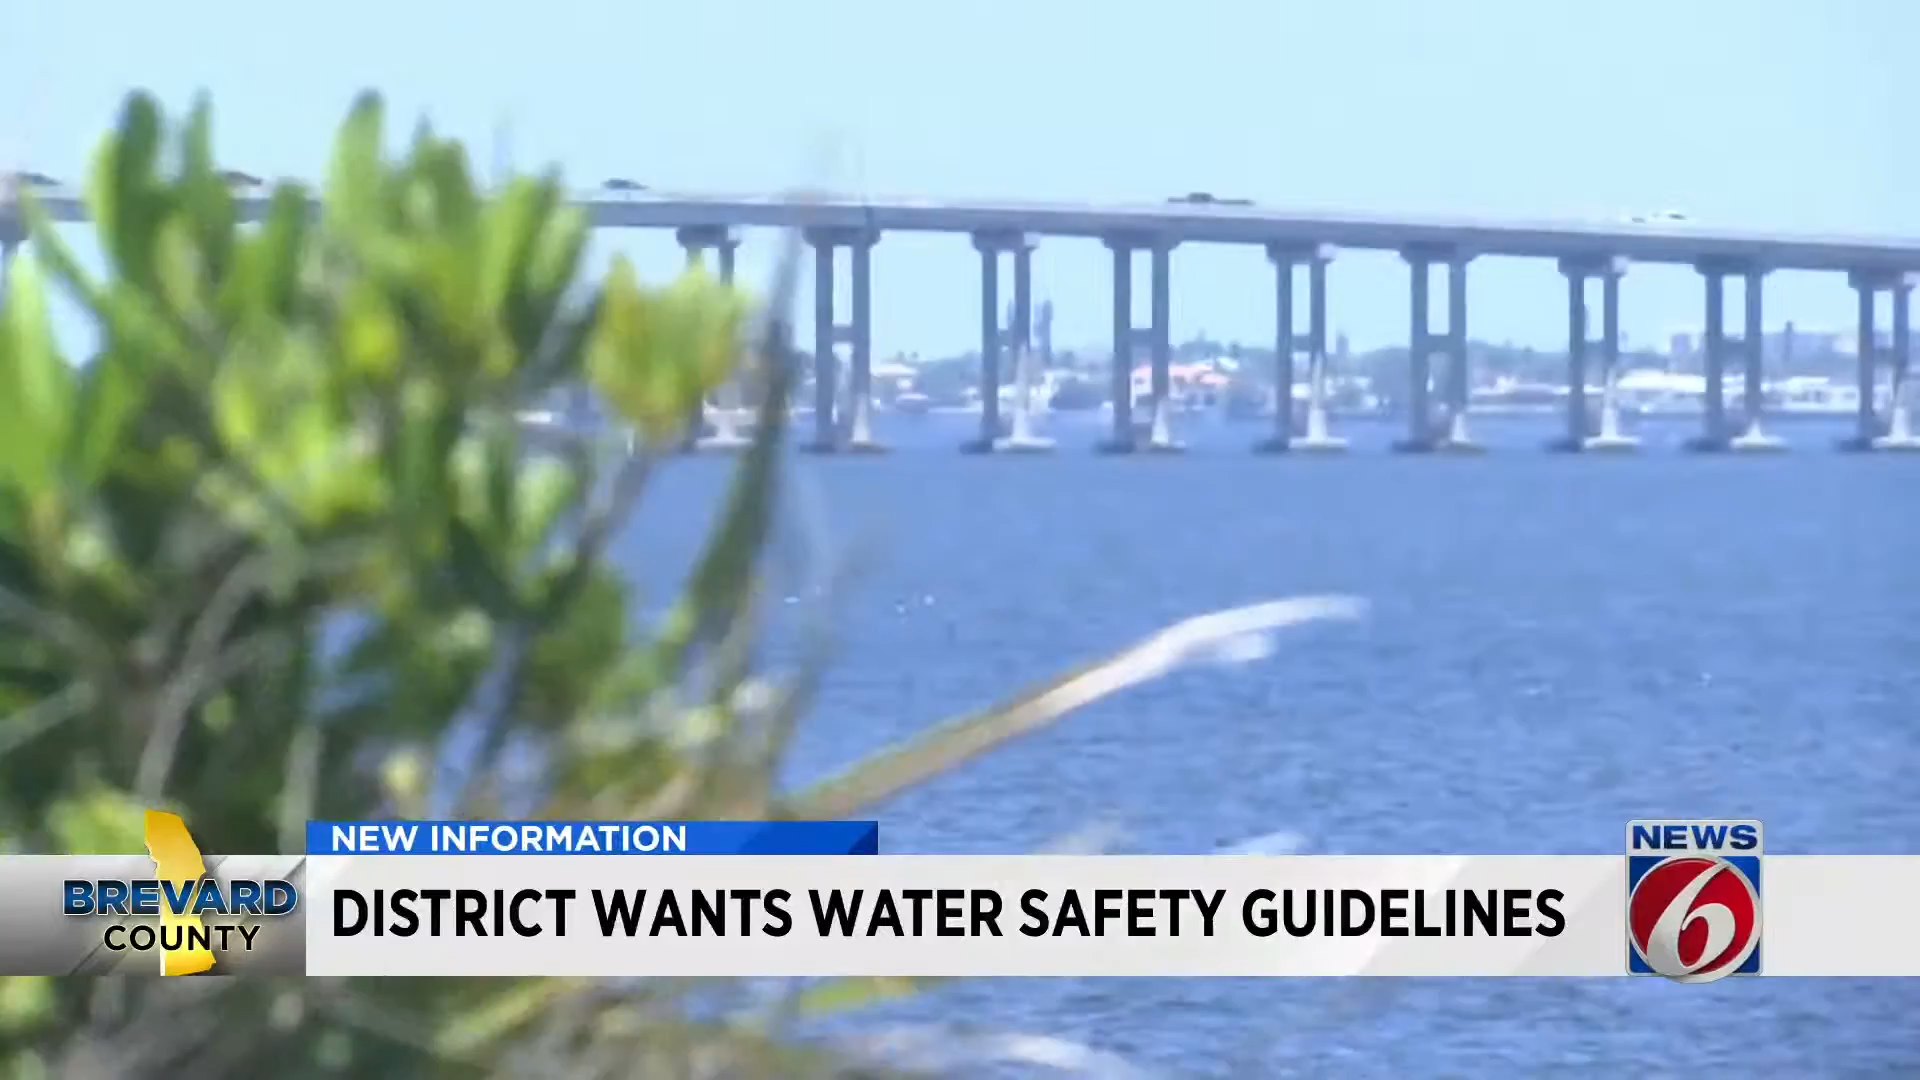 NEW INFORMATION
BREVARD
COUNTY
DISTRICT WANTS WATER SAFETY GUIDELINES
NEWS
6